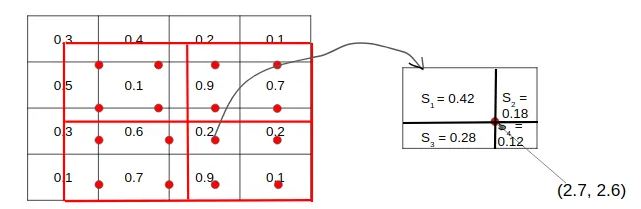 0.3 0.4 0.2 0.1
0.5 0.1 0.9 0.7
0.3 0.6 0.2 0.2
0.1 0.7 0.9 0.1
S1 = 0.42
S2 =
0.18
S3 = 0.28
S4 =
0.12
(2.7, 2.6)